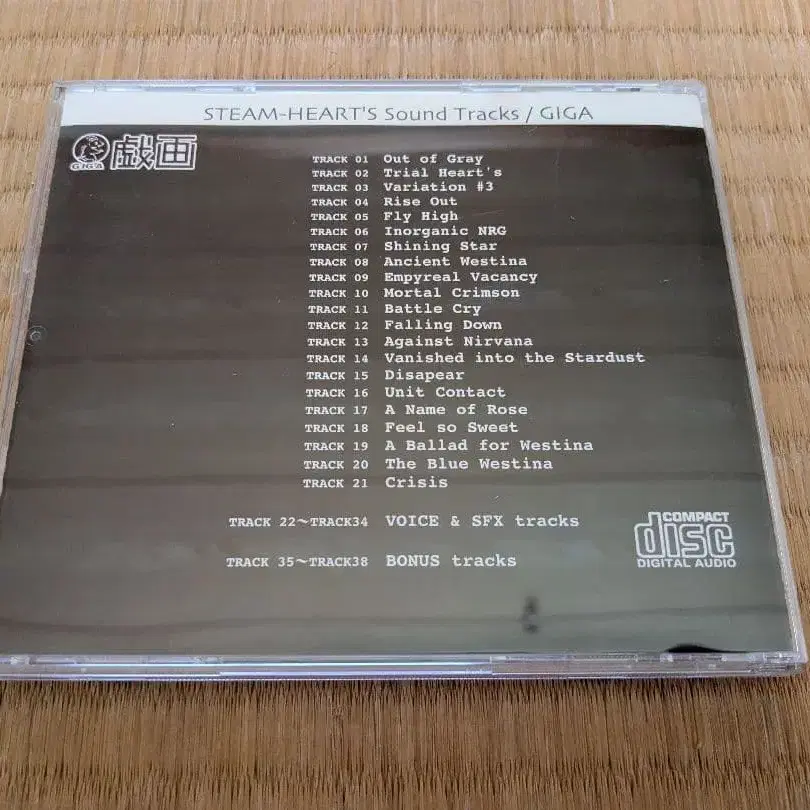 STEAM-HEART'S Sound Tracks / GIGA
GIGA 戯画
TRACK 01 Out of Gray
TRACK 02 Trial Heart's
TRACK 03 Variation #3
TRACK 04 Rise Out
TRACK 05 Fly High
TRACK 06 Inorganic NRG
TRACK 07 Shining Star
TRACK 08 Ancient Westina
TRACK 09 Empyreal Vacancy
TRACK 10 Mortal Crimson
TRACK 11 Battle Cry
TRACK 12 Falling Down
TRACK 13 Against Nirvana
TRACK 14 Vanished into the Stardust
TRACK 15 Disapear
TRACK 16 Unit Contact
TRACK 17 A Name of Rose
TRACK 18 Feel so Sweet
TRACK 19 A Ballad for Westina
TRACK 20 The Blue Westina
TRACK 21 Crisis
TRACK 22～TRACK34 VOICE & SFX tracks
TRACK 35～TRACK38 BONUS tracks
COMPACT
disc
DIGITAL AUDIO